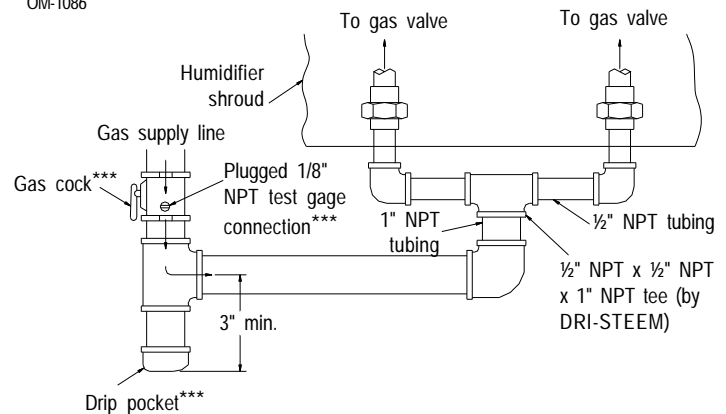 OM-1086
To gas valve
To gas valve
Humidifier
shroud
Gas supply line
Gas cock***
Plugged 1/8"
NPT test gage
connection***
1" NPT
tubing
½" NPT tubing
½" NPT x ½" NPT
x 1" NPT tee (by
DRI-STEEM)
3" min.
Drip pocket***